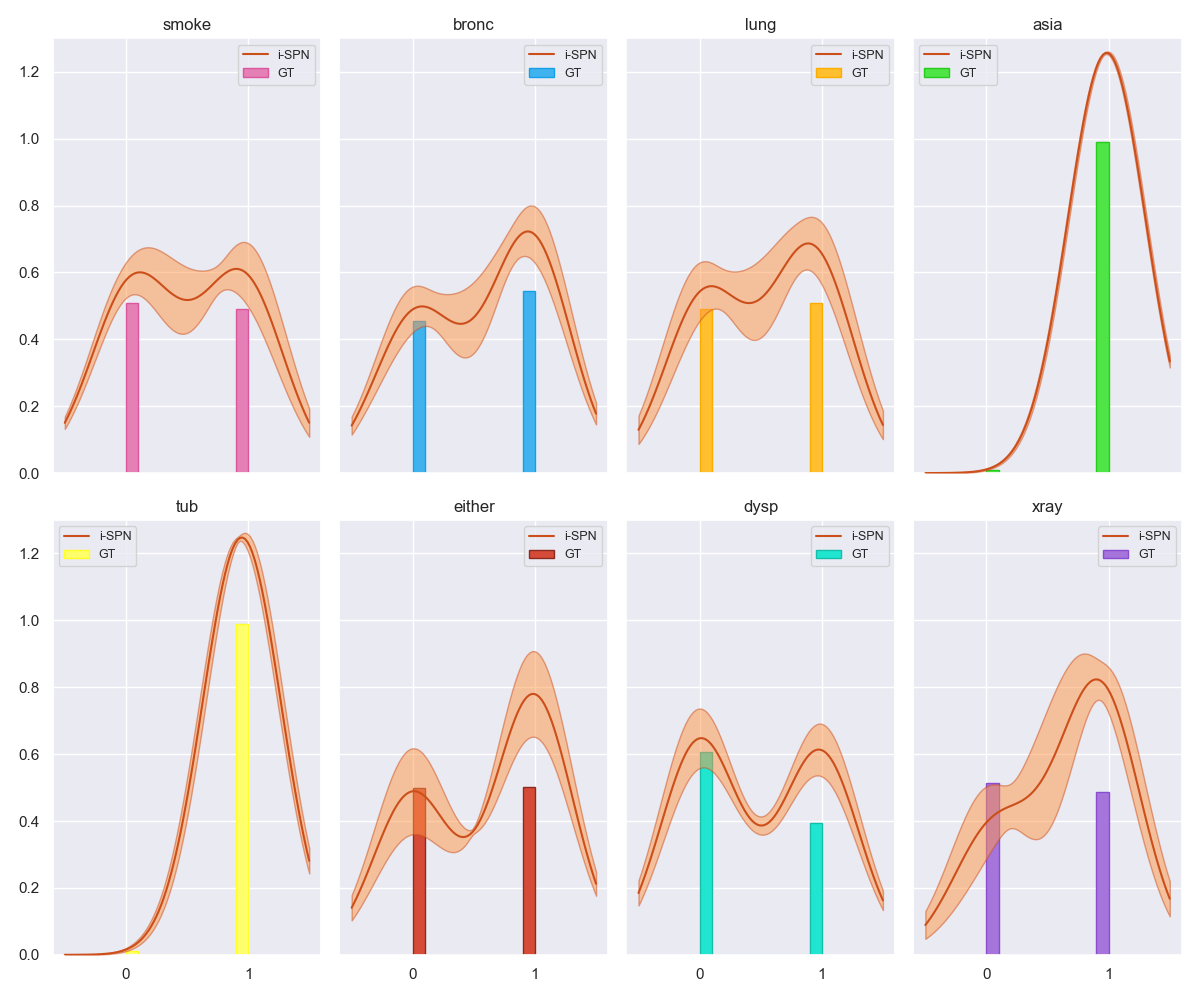 smoke
bronc
lung
asia
i-SPN
GT
i-SPN
GT
i-SPN
GT
i-SPN
GT
1.2
1.0
0.8
0.6
0.4
0.2
0.0
tub
either
dysp
xray
i-SPN
GT
i-SPN
GT
i-SPN
GT
i-SPN
GT
1.2
1.0
0.8
0.6
0.4
0.2
0.0
0 1
0 1
0 1
0 1